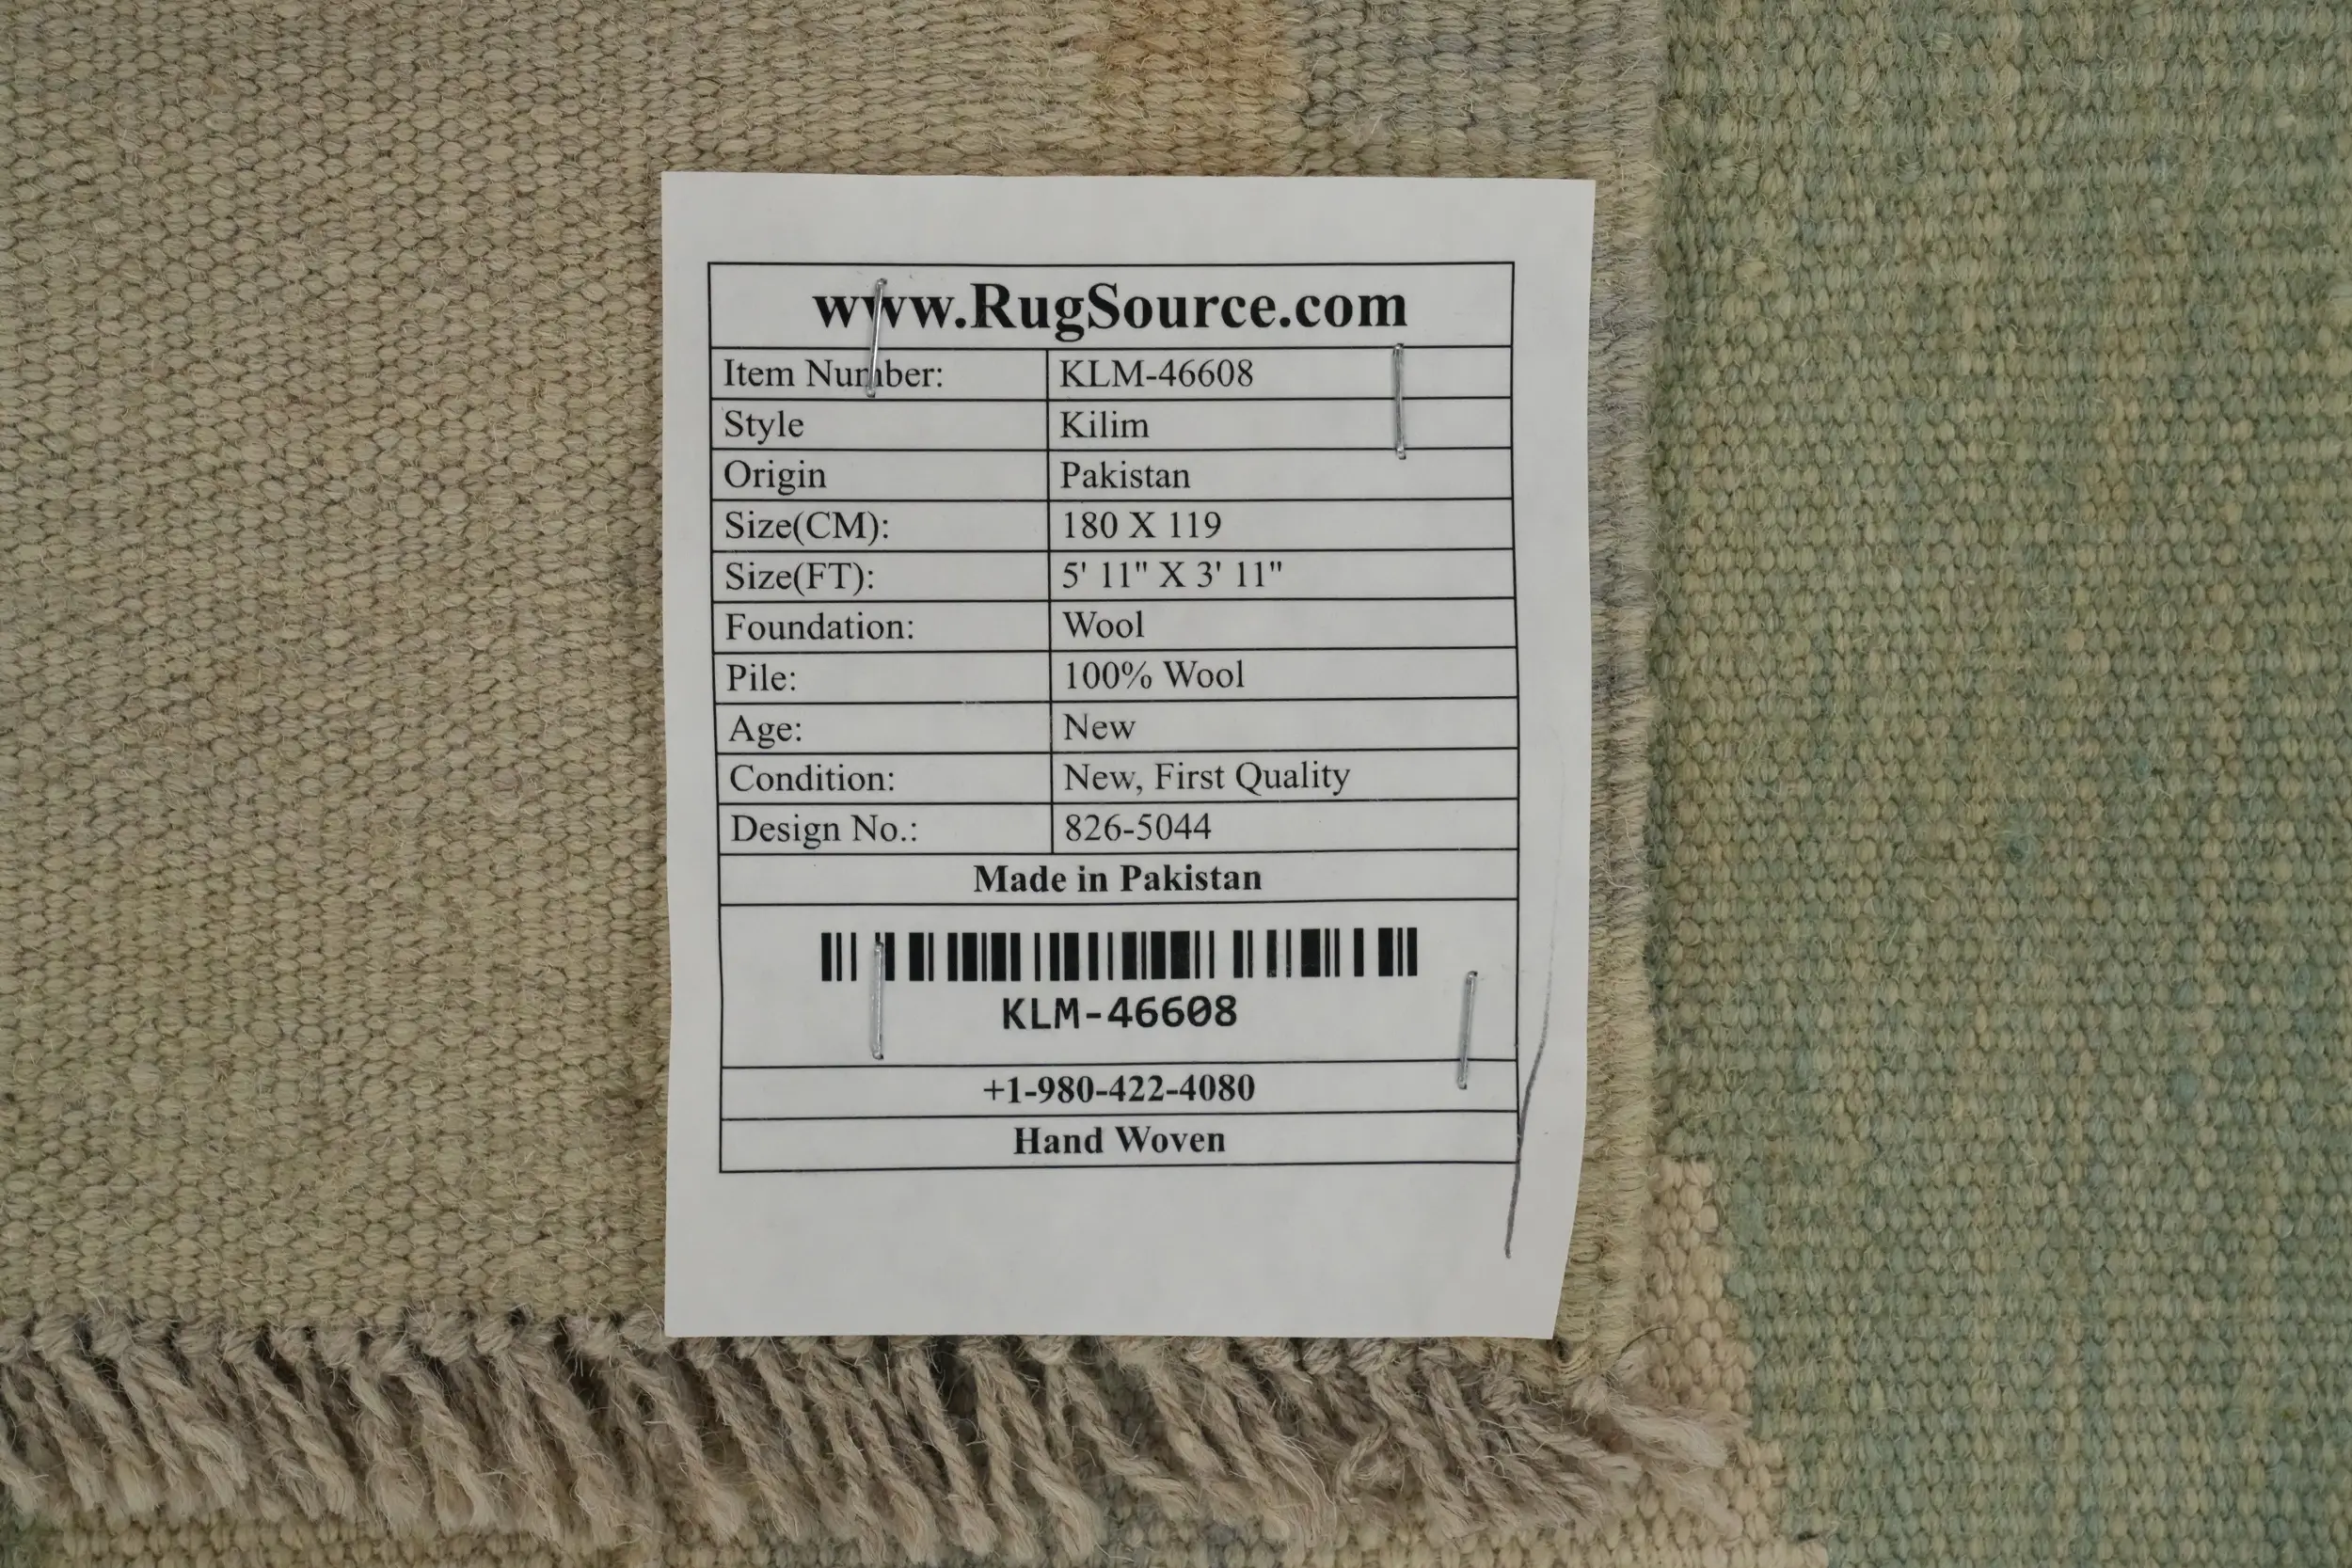 www.RugSource.com
Item Number: KLM-46608
Style Kilim
Origin Pakistan
Size(CM): 180 X 119
Size(FT): 5' 11" X 3' 11"
Foundation: Wool
Pile: 100% Wool
Age: New
Condition: New, First Quality
Design No.: 826-5044
Made in Pakistan
KLM-46608
+1-980-422-4080
Hand Woven